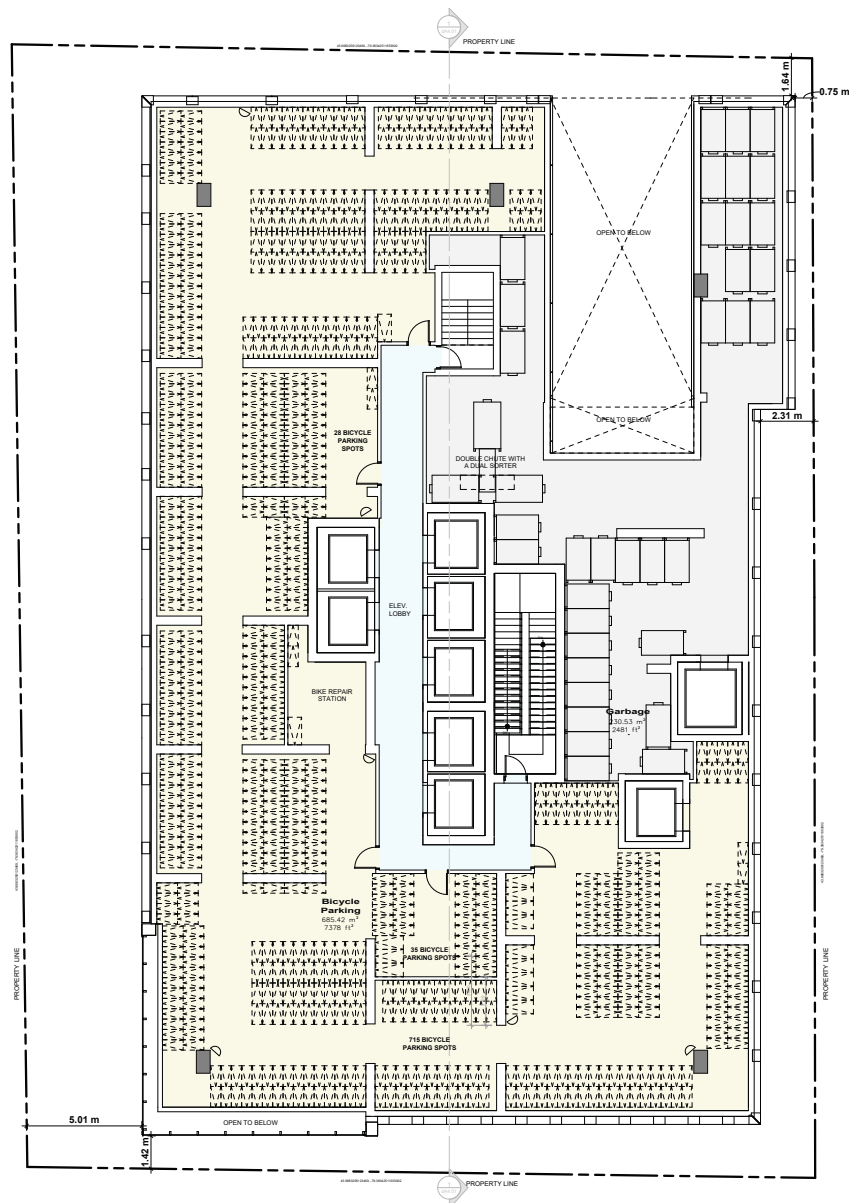 PROPERTY LINE
1.64 m
0.75 m
OPEN TO BELOW
2.31 m
OPEN TO BELOW
28 BICYCLE
PARKING
SPOTS
DOUBLE CHUTE WITH
A DUAL SORTER
ELEV.
LOBBY
BIKE REPAIR
STATION
Garbage
230.53 m²
2481 ft²
Bicycle
Parking
685.42 m²
7378 ft²
35 BICYCLE
PARKING SPOTS
PROPERTY LINE
PROPERTY LINE
715 BICYCLE
PARKING SPOTS
5.01 m
OPEN TO BELOW
1.42 m
PROPERTY LINE